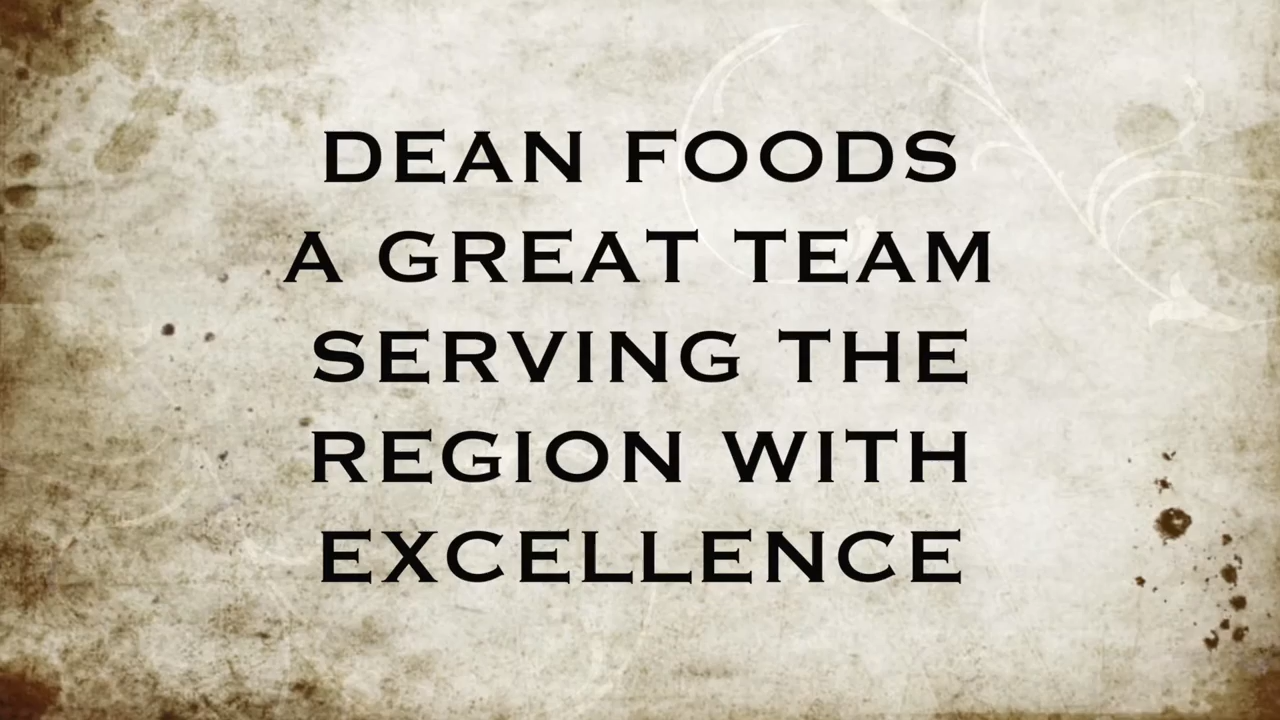 DEAN FOODS
A GREAT TEAM
SERVING THE
REGION WITH
EXCELLENCE